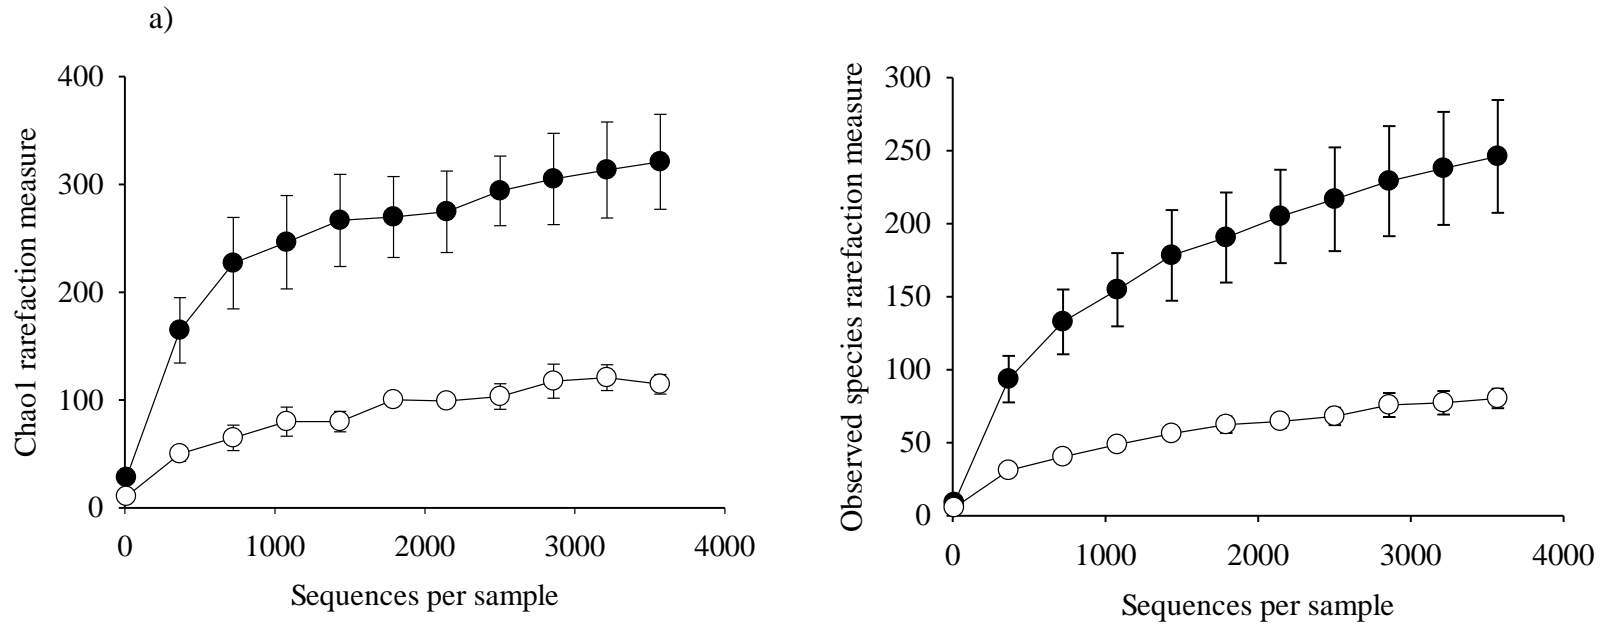 a)
Chao1 rarefaction measure
400
300
200
100
0
0 1000 2000 3000 4000
Sequences per sample
Observed species rarefaction measure
300
250
200
150
100
50
0
0 1000 2000 3000 4000
Sequences per sample